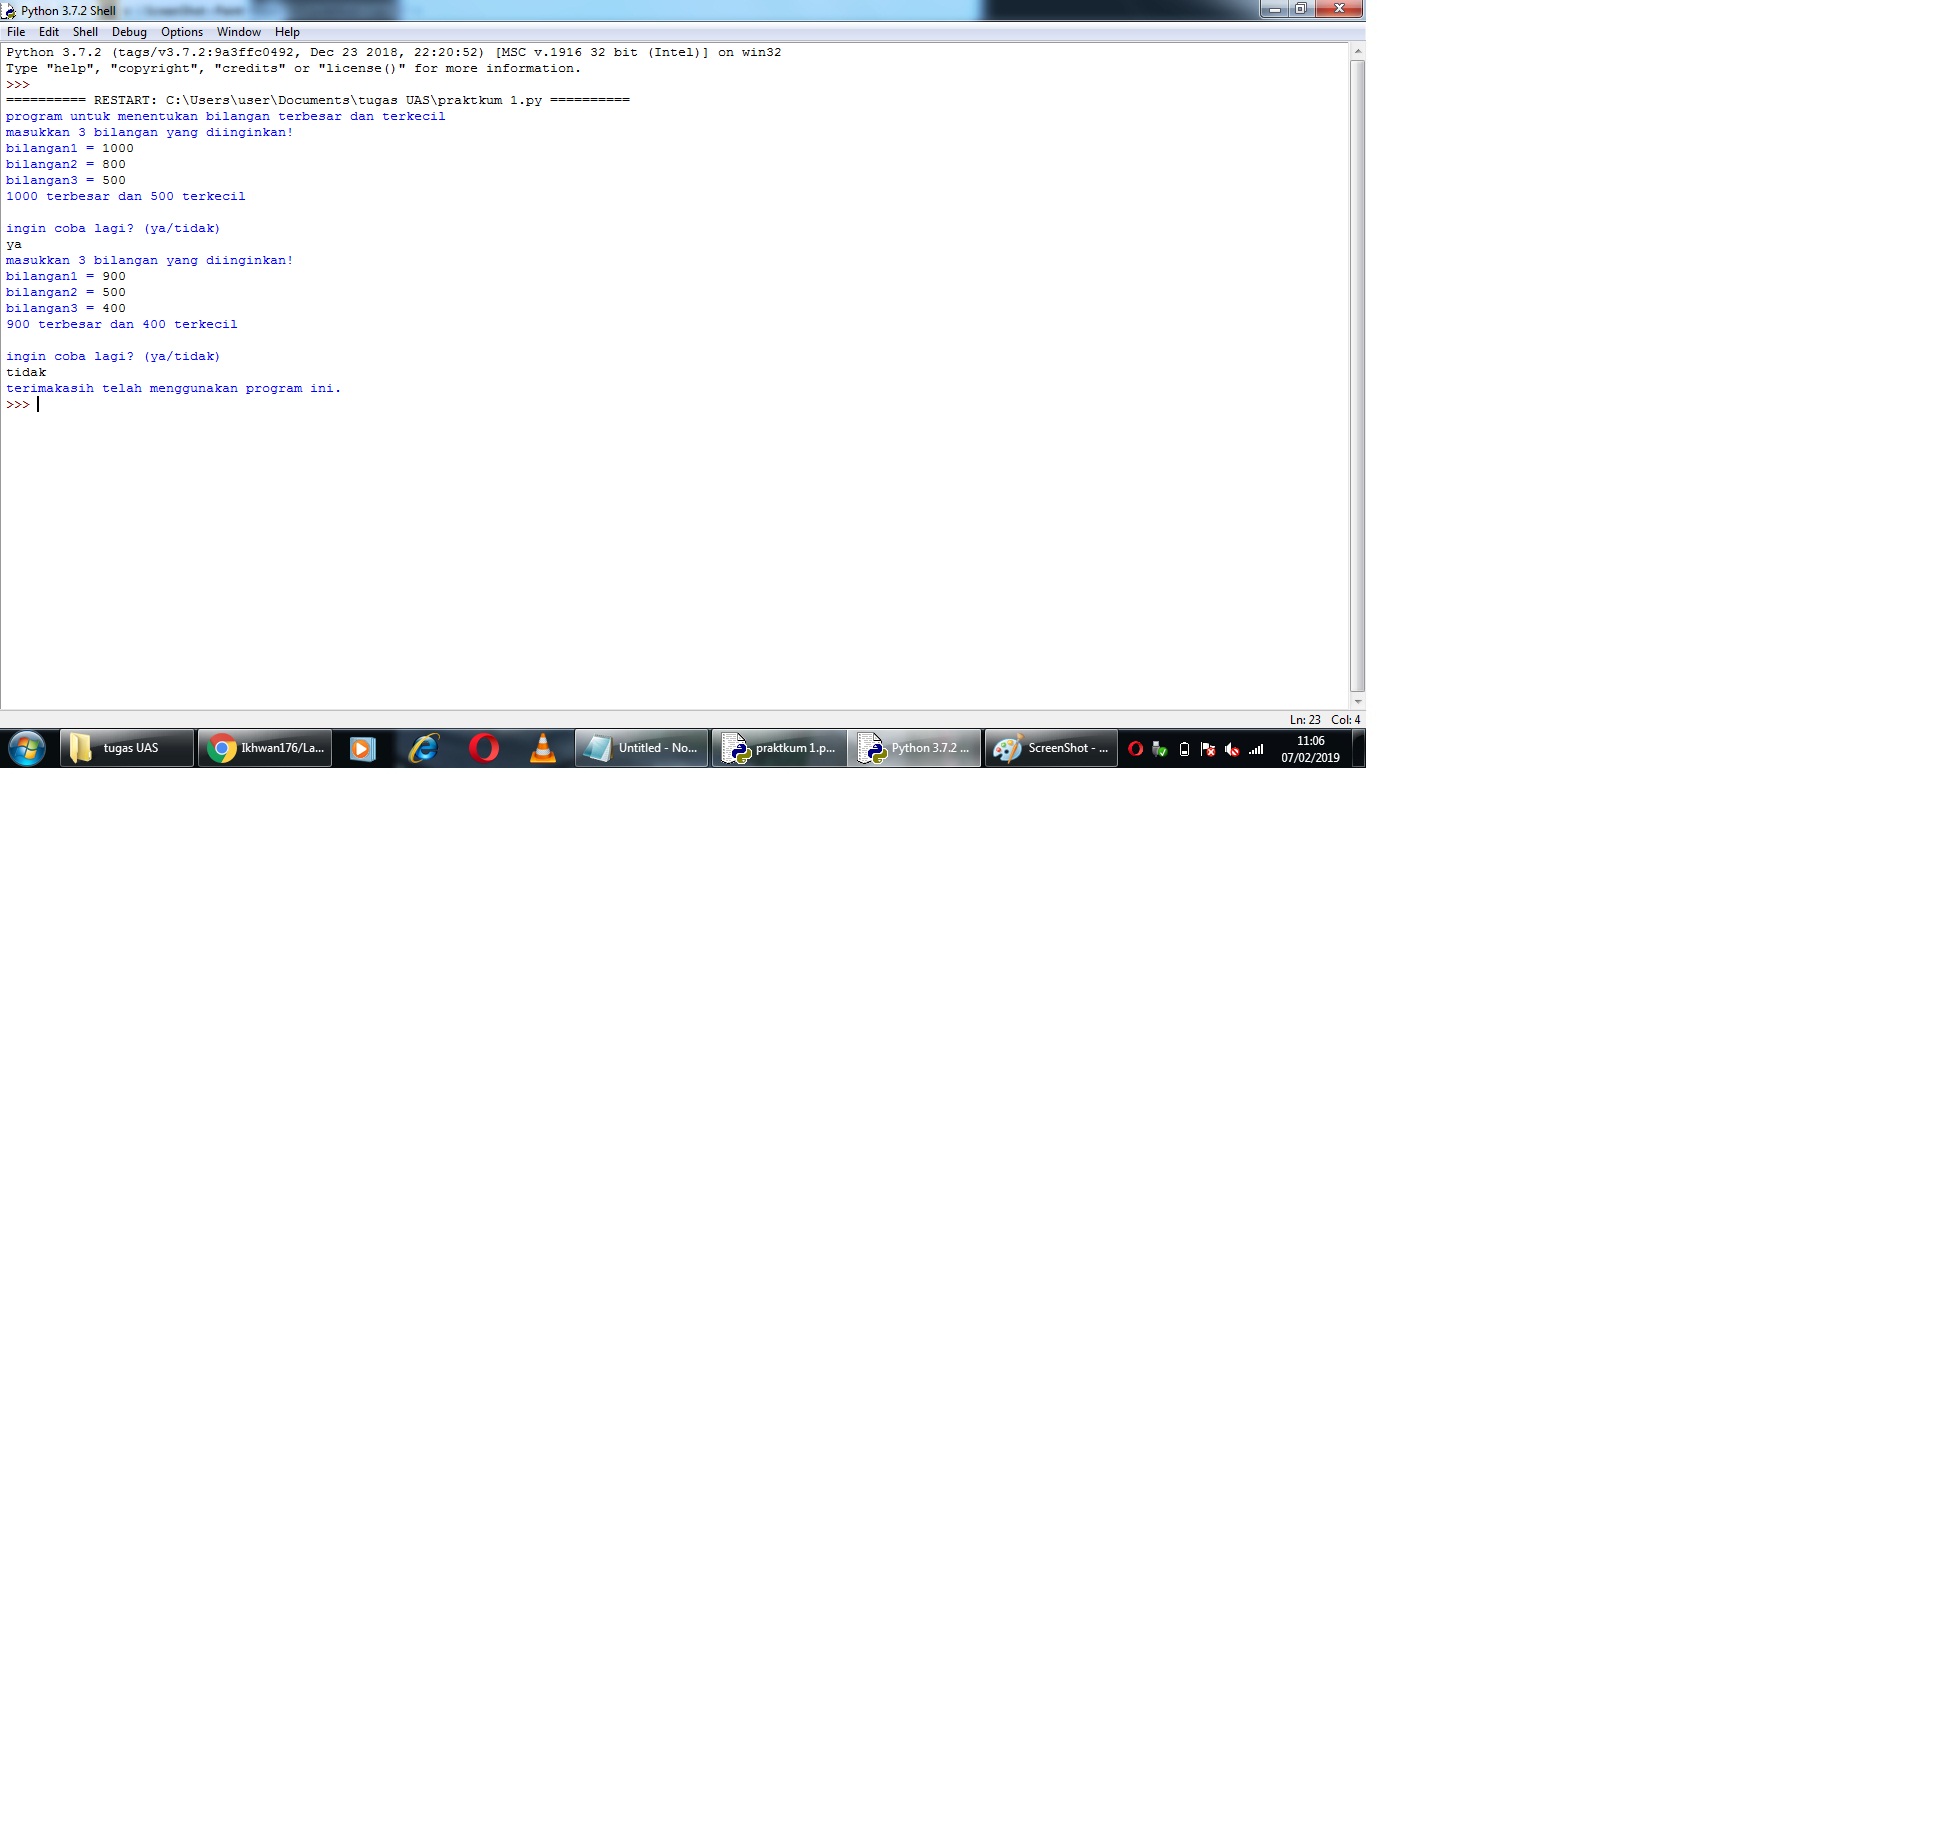 Python 3.7.2 Shell
File Edit Shell Debug Options Window Help
Python 3.7.2 (tags/v3.7.2:9a3ffc0492, Dec 23 2018, 22:20:52) [MSC v.1916 32 bit (Intel)] on win32
Type "help", "copyright", "credits" or "license()" for more information.
>>>
========== RESTART: C:\Users\user\Documents\tugas UAS\praktkum 1.py ==========
program untuk menentukan bilangan terbesar dan terkecil
masukkan 3 bilangan yang diinginkan!
bilangan1 = 1000
bilangan2 = 800
bilangan3 = 500
1000 terbesar dan 500 terkecil
ingin coba lagi? (ya/tidak)
ya
masukkan 3 bilangan yang diinginkan!
bilangan1 = 900
bilangan2 = 500
bilangan3 = 400
900 terbesar dan 400 terkecil
ingin coba lagi? (ya/tidak)
tidak
terimakasih telah menggunakan program ini.
>>>
Ln: 23 Col: 4
tugas UAS Ikhwan176/La... Untitled - No... praktkum 1.p... Python 3.7.2 ... ScreenShot - ... 11:06
07/02/2019